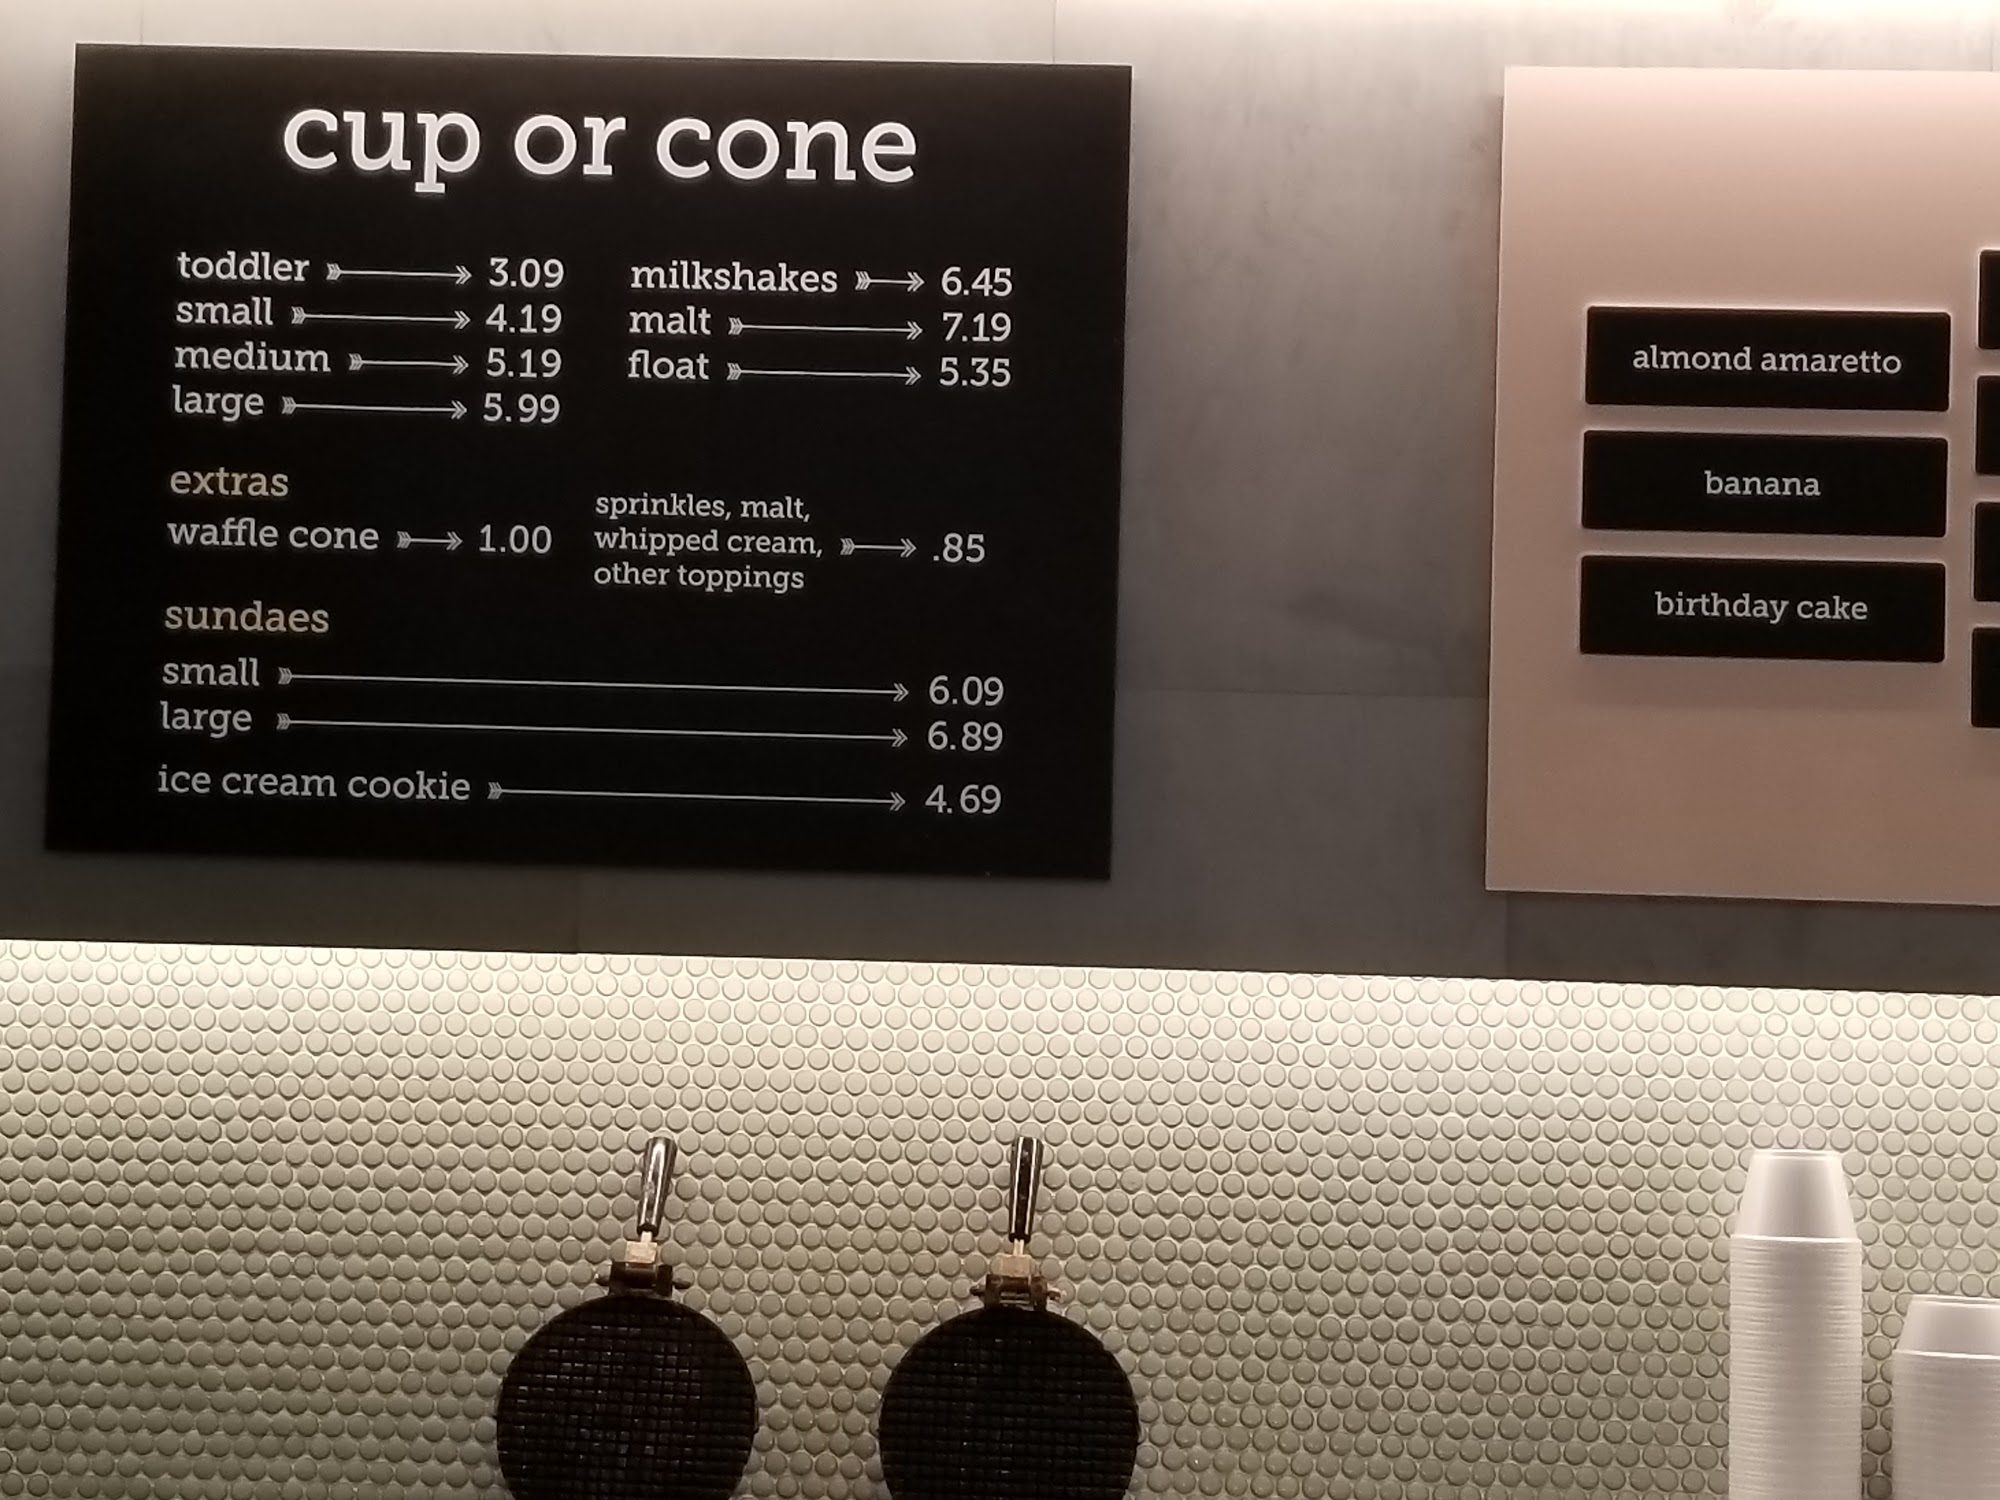 cup or cone
toddler 3.09
small 4.19
medium 5.19
large 5.99
milkshakes 6.45
malt 7.19
float 5.35
extras
waffle cone 1.00
sprinkles, malt,
whipped cream, .85
other toppings
sundaes
small 6.09
large 6.89
ice cream cookie 4.69
almond amaretto
banana
birthday cake